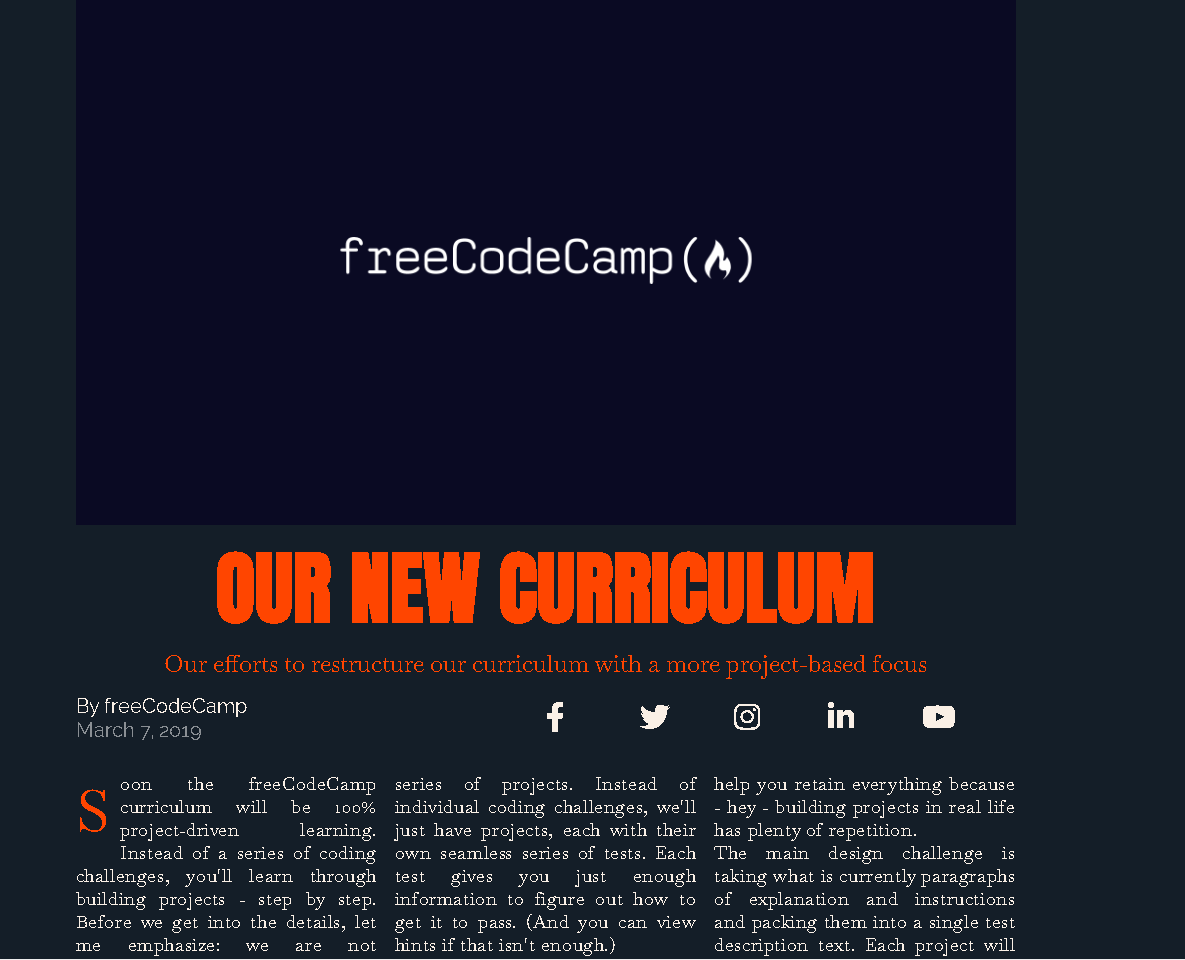 freeCodeCamp(🔥)
OUR NEW CURRICULUM
Our efforts to restructure our curriculum with a more project-based focus
By freeCodeCamp
March 7, 2019
Soon the freeCodeCamp
curriculum will be 100%
project-driven learning.
Instead of a series of coding
challenges, you'll learn through
building projects - step by step.
Before we get into the details, let
me emphasize: we are not
series of projects. Instead of
individual coding challenges, we'll
just have projects, each with their
own seamless series of tests. Each
test gives you just enough
information to figure out how to
get it to pass. (And you can view
hints if that isn't enough.)
help you retain everything because
- hey - building projects in real life
has plenty of repetition.
The main design challenge is
taking what is currently paragraphs
of explanation and instructions
and packing them into a single test
description text. Each project will